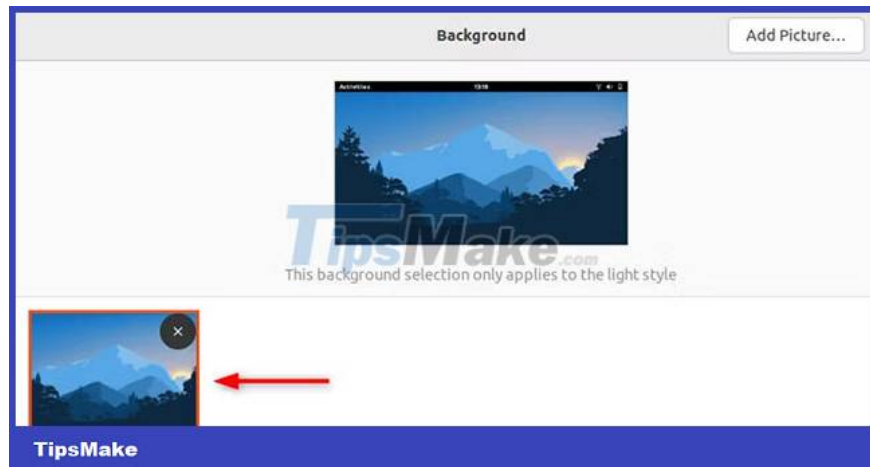 Background
Add Picture...
Activities
TipsMake.com
This background selection only applies to the light style
TipsMake